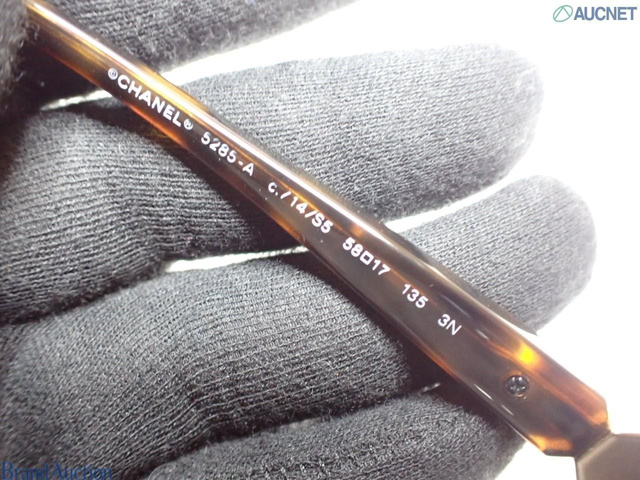 AUCNET
©CHANEL® 5285-A c.714/S5 58□17 135 3N
Brand Auction